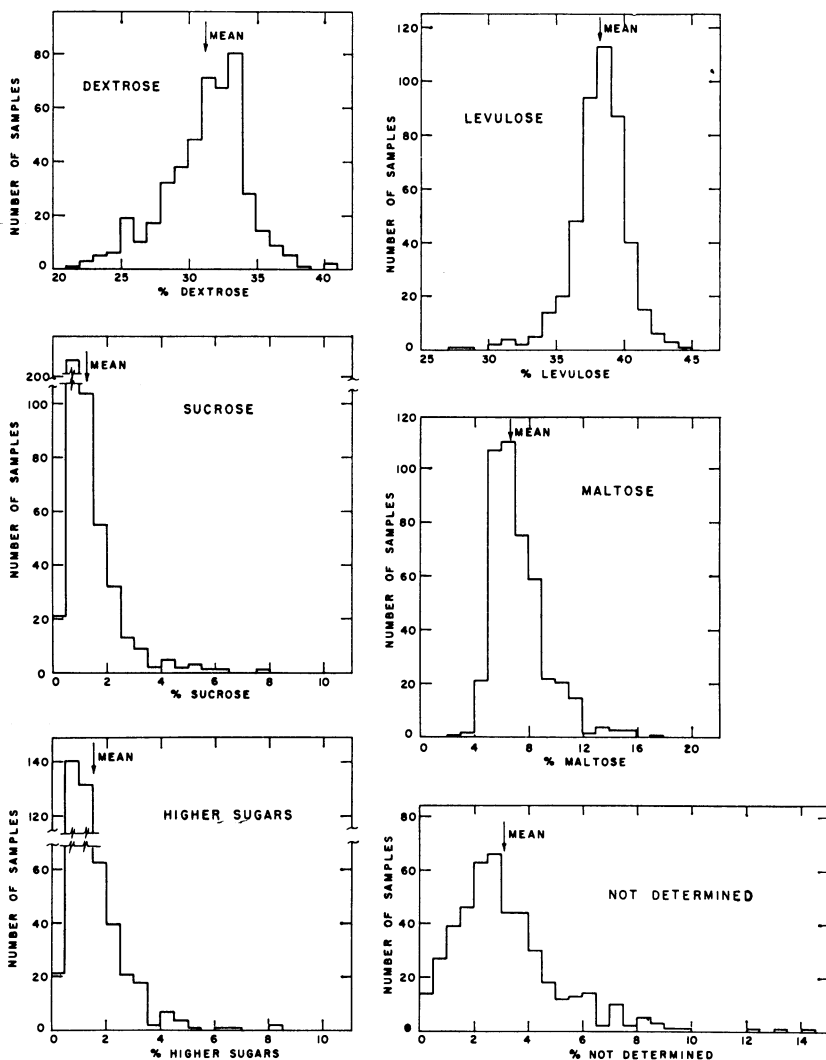 MEAN
DEXTROSE
NUMBER OF SAMPLES
80
60
40
20
0
20 25 30 35 40
% DEXTROSE
MEAN
LEVULOSE
NUMBER OF SAMPLES
120
100
80
60
40
20
0
25 30 35 40 45
% LEVULOSE
MEAN
SUCROSE
NUMBER OF SAMPLES
200
100
80
60
40
20
0
0 2 4 6 8 10
% SUCROSE
MEAN
MALTOSE
NUMBER OF SAMPLES
120
100
80
60
40
20
0
0 4 8 12 16 20
% MALTOSE
MEAN
HIGHER SUGARS
NUMBER OF SAMPLES
140
120
60
40
20
0
0 2 4 6 8 10
% HIGHER SUGARS
MEAN
NOT DETERMINED
NUMBER OF SAMPLES
80
60
40
20
0
0 2 4 6 8 10 12 14
% NOT DETERMINED